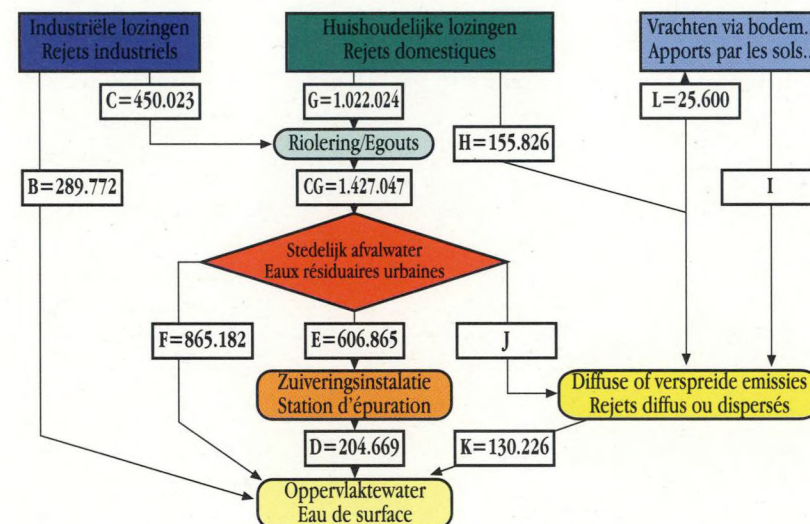 Industriële lozingen
Rejets industriels
Huishoudelijke lozingen
Rejets domestiques
Vrachten via bodem..
Apports par les sols..
C=450.023
G=1.022.024
L=25.600
Riolering/Egouts
H=155.826
B=289.772
CG=1.427.047
I
Stedelijk afvalwater
Eaux résiduaires urbaines
F=865.182
E=606.865
J
Zuiveringsinstalatie
Station d'épuration
Diffuse of verspreide emissies
Rejets diffus ou dispersés
D=204.669
K=130.226
Oppervlaktewater
Eau de surface